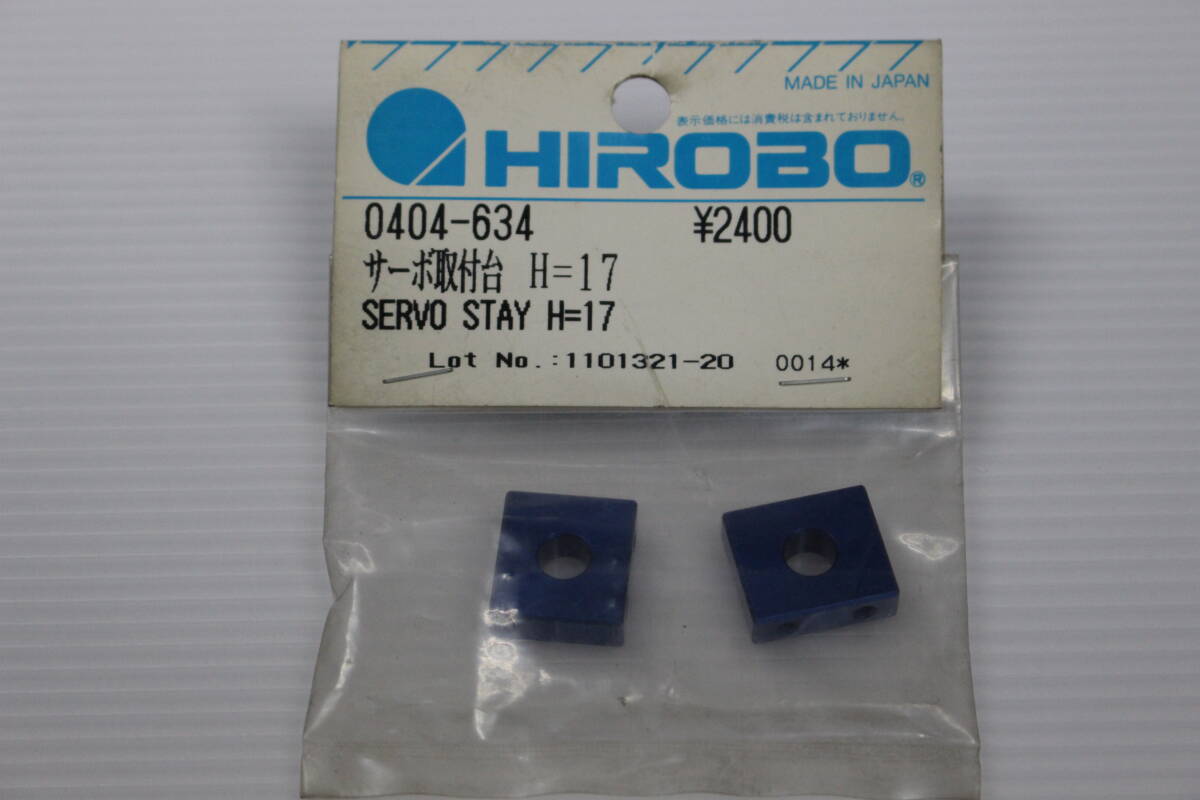 MADE IN JAPAN
表示価格には消費税は含まれておりません。
HIROBO®
0404-634 ¥2400
サーボ取付台 H=17
SERVO STAY H=17
Lot No.:1101321-20 0014*